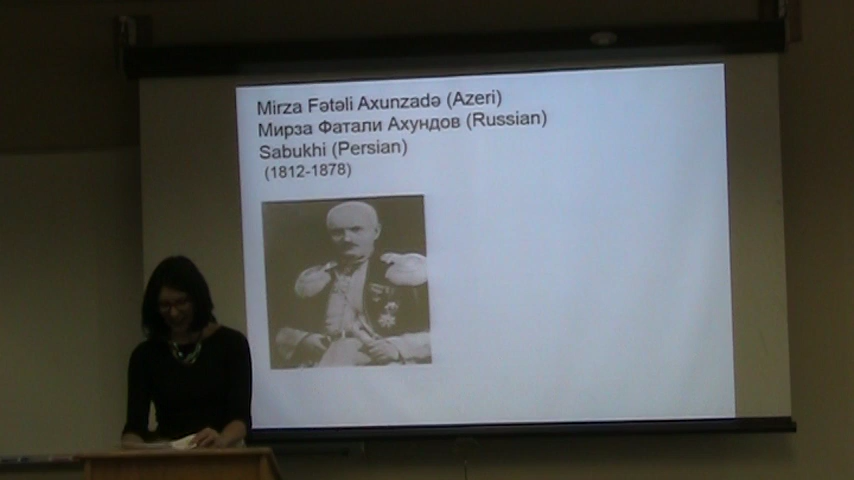 Mirza Fətəli Axunzadə (Azeri)
Мирза Фатали Ахундов (Russian)
Sabukhi (Persian)
(1812-1878)